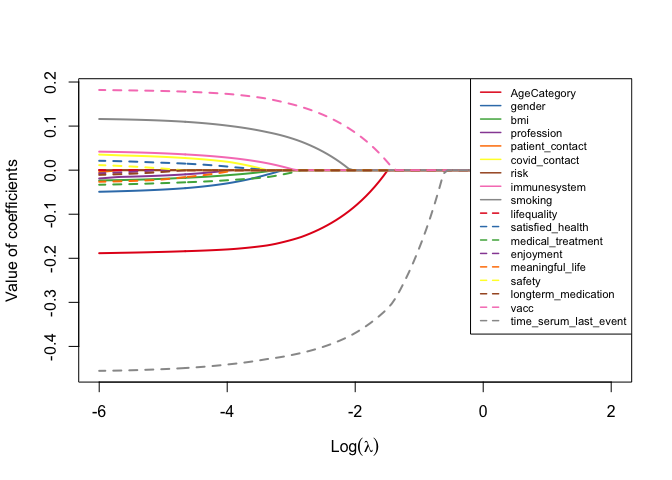 0.2
0.1
0.0
-0.1
-0.2
-0.3
-0.4
Value of coefficients
-6 -4 -2 0 2
Log(λ)
AgeCategory
gender
bmi
profession
patient_contact
covid_contact
risk
immunesystem
smoking
lifequality
satisfied_health
medical_treatment
enjoyment
meaningful_life
safety
longterm_medication
vacc
time_serum_last_event